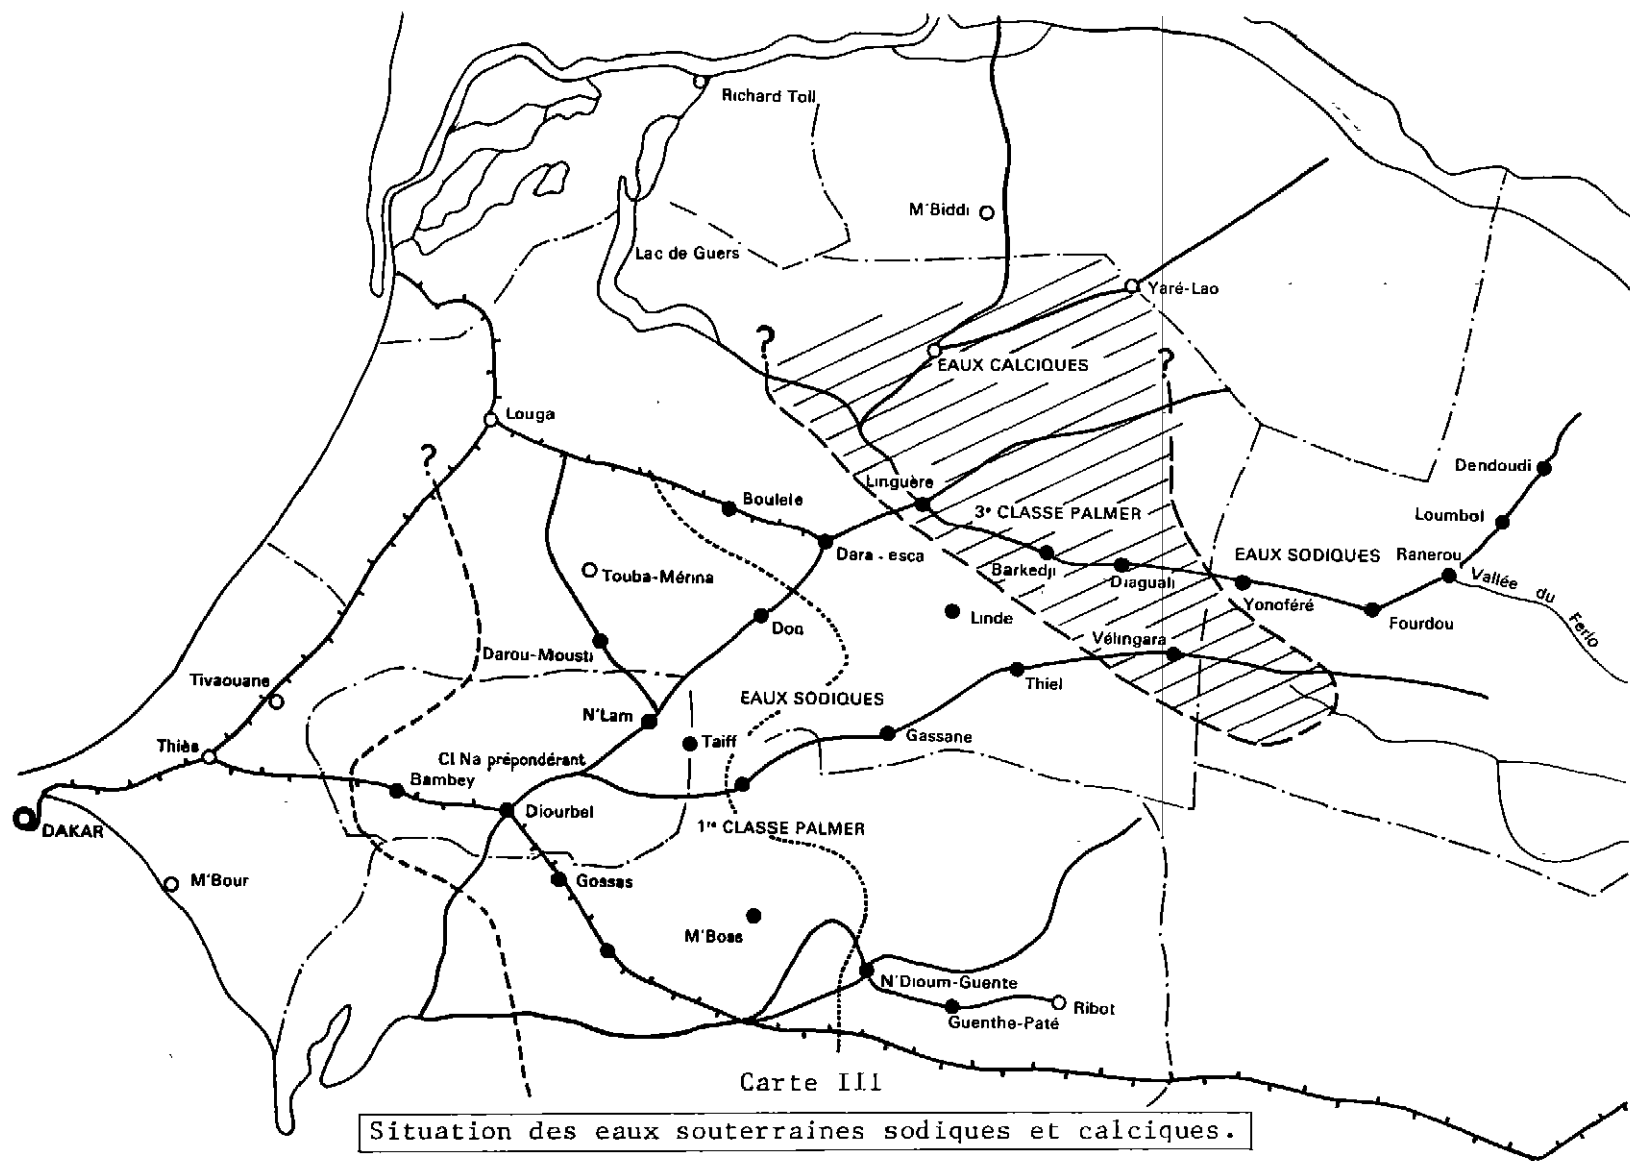 Richard Toll
M'Biddi
Lac de Guers
Yaré-Lao
?
?
EAUX CALCIQUES
Louga
?
Linguère
Dendoudi
Boulele
3e CLASSE PALMER
Loumbol
Dara - esca
EAUX SODIQUES
Ranerou
Touba-Mérina
Barkedji
Diaguali
Vallée du Ferlo
Yonoféré
Linde
Fourdou
Doq
Vélingara
Darou-Mousti
Tivaouane
Thiel
EAUX SODIQUES
N'Lam
Taiff
Gassane
Thiès
Cl Na prépondérant
Bambey
Diourbel
1re CLASSE PALMER
DAKAR
M'Bour
Gossas
M'Boss
N'Dioum-Guente
Guenthe-Paté
Ribot
Carte III
Situation des eaux souterraines sodiques et calciques.